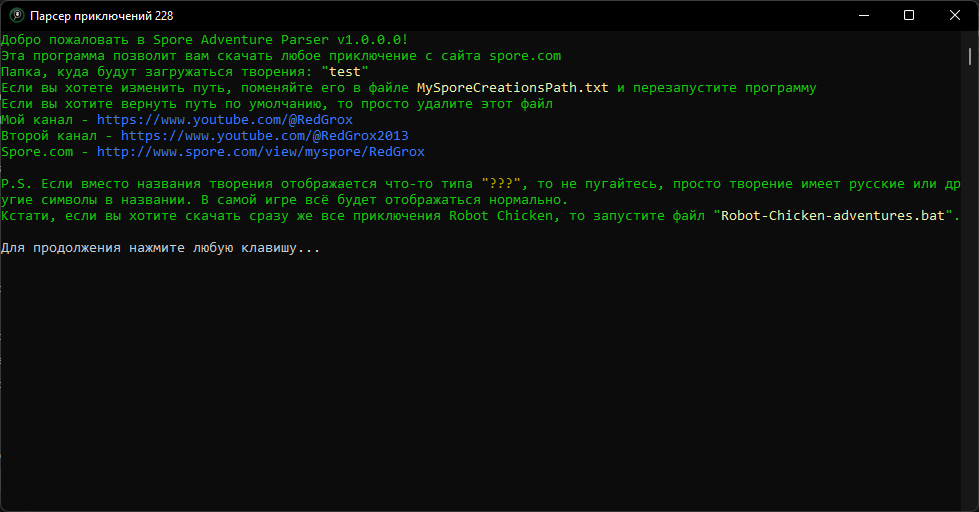 Парсер приключений 228
Добро пожаловать в Spore Adventure Parser v1.0.0.0!
Эта программа позволит вам скачать любое приключение с сайта spore.com
Папка, куда будут загружаться творения: "test"
Если вы хотете изменить путь, поменяйте его в файле MySporeCreationsPath.txt и перезапустите программу
Если вы хотите вернуть путь по умолчанию, то просто удалите этот файл
Мой канал - https://www.youtube.com/@RedGrox
Второй канал - https://www.youtube.com/@RedGrox2013
Spore.com - http://www.spore.com/view/myspore/RedGrox
P.S. Если вместо названия творения отображается что-то типа "???", то не пугайтесь, просто творение имеет русские или др
угие символы в названии. В самой игре всё будет отображаться нормально.
Кстати, если вы хотите скачать сразу же все приключения Robot Chicken, то запустите файл "Robot-Chicken-adventures.bat".
Для продолжения нажмите любую клавишу...